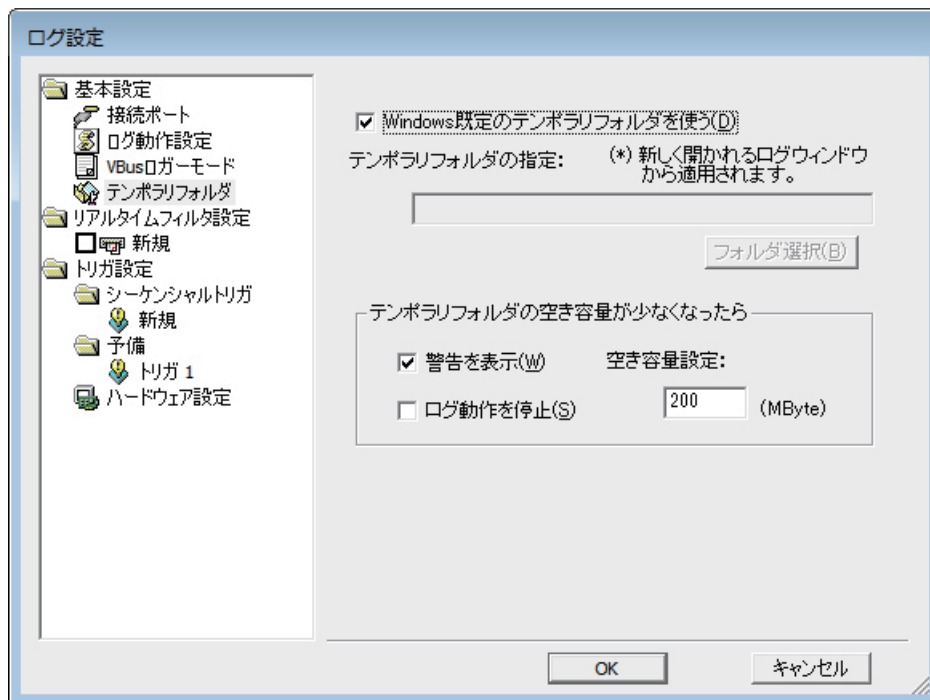 ログ設定
基本設定
接続ポート
ログ動作設定
VBusロガーモード
テンポラリフォルダ
リアルタイムフィルタ設定
新規
トリガ設定
シーケンシャルトリガ
新規
予備
トリガ 1
ハードウェア設定
Windows既定のテンポラリフォルダを使う(D)
テンポラリフォルダの指定:
(*) 新しく開かれるログウィンドウ
から適用されます。
フォルダ選択(B)
テンポラリフォルダの空き容量が少なくなったら
警告を表示(W)
空き容量設定:
ログ動作を停止(S)
200
(MByte)
OK
キャンセル